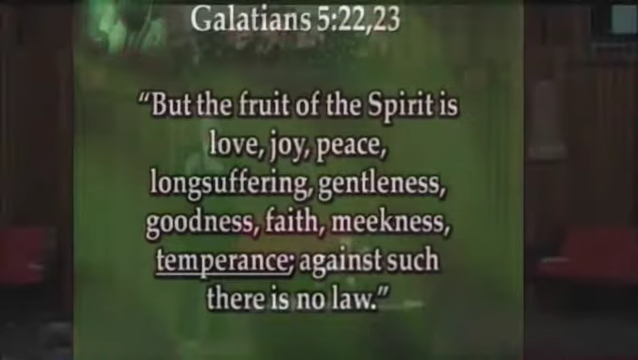 Galatians 5:22,23
“But the fruit of the Spirit is
love, joy, peace,
longsuffering, gentleness,
goodness, faith, meekness,
temperance; against such
there is no law.”